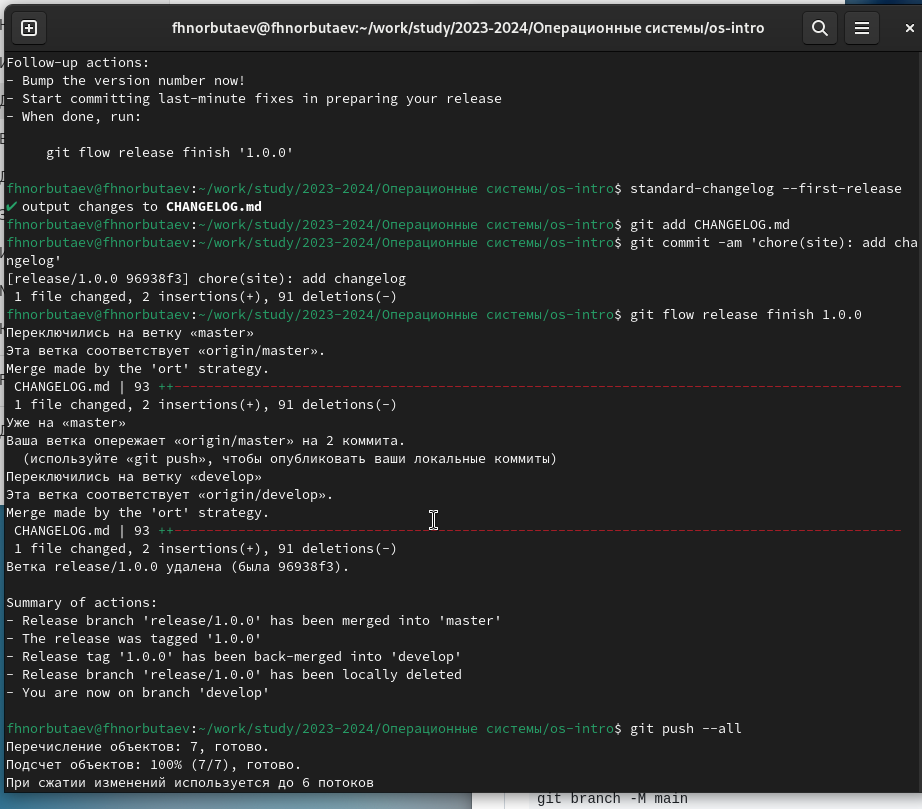 fhnorbutaev@fhnorbutaev:~/work/study/2023-2024/Операционные системы/os-intro
Follow-up actions:
- Bump the version number now!
- Start committing last-minute fixes in preparing your release
- When done, run:
git flow release finish '1.0.0'
fhnorbutaev@fhnorbutaev:~/work/study/2023-2024/Операционные системы/os-intro$ standard-changelog --first-release
✔ output changes to CHANGELOG.md
fhnorbutaev@fhnorbutaev:~/work/study/2023-2024/Операционные системы/os-intro$ git add CHANGELOG.md
fhnorbutaev@fhnorbutaev:~/work/study/2023-2024/Операционные системы/os-intro$ git commit -am 'chore(site): add cha
ngelog'
[release/1.0.0 96938f3] chore(site): add changelog
1 file changed, 2 insertions(+), 91 deletions(-)
fhnorbutaev@fhnorbutaev:~/work/study/2023-2024/Операционные системы/os-intro$ git flow release finish 1.0.0
Переключились на ветку «master»
Эта ветка соответствует «origin/master».
Merge made by the 'ort' strategy.
CHANGELOG.md | 93 ++-------------------------------------------------------------------------------------------
1 file changed, 2 insertions(+), 91 deletions(-)
Уже на «master»
Ваша ветка опережает «origin/master» на 2 коммита.
(используйте «git push», чтобы опубликовать ваши локальные коммиты)
Переключились на ветку «develop»
Эта ветка соответствует «origin/develop».
Merge made by the 'ort' strategy.
CHANGELOG.md | 93 ++-------------------------------------------------------------------------------------------
1 file changed, 2 insertions(+), 91 deletions(-)
Ветка release/1.0.0 удалена (была 96938f3).
Summary of actions:
- Release branch 'release/1.0.0' has been merged into 'master'
- The release was tagged '1.0.0'
- Release tag '1.0.0' has been back-merged into 'develop'
- Release branch 'release/1.0.0' has been locally deleted
- You are now on branch 'develop'
fhnorbutaev@fhnorbutaev:~/work/study/2023-2024/Операционные системы/os-intro$ git push --all
Перечисление объектов: 7, готово.
Подсчет объектов: 100% (7/7), готово.
При сжатии изменений используется до 6 потоков
git branch -M main